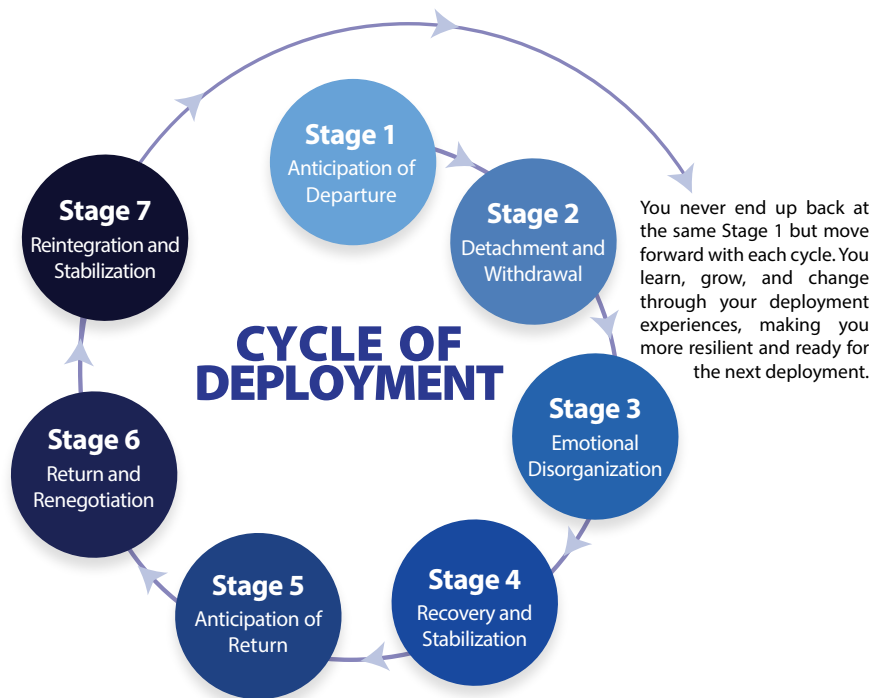 CYCLE OF
DEPLOYMENT
Stage 1
Anticipation of
Departure
Stage 2
Detachment and
Withdrawal
Stage 3
Emotional
Disorganization
Stage 4
Recovery and
Stabilization
Stage 5
Anticipation of
Return
Stage 6
Return and
Renegotiation
Stage 7
Reintegration and
Stabilization
You never end up back at
the same Stage 1 but move
forward with each cycle. You
learn, grow, and change
through your deployment
experiences, making you
more resilient and ready for
the next deployment.